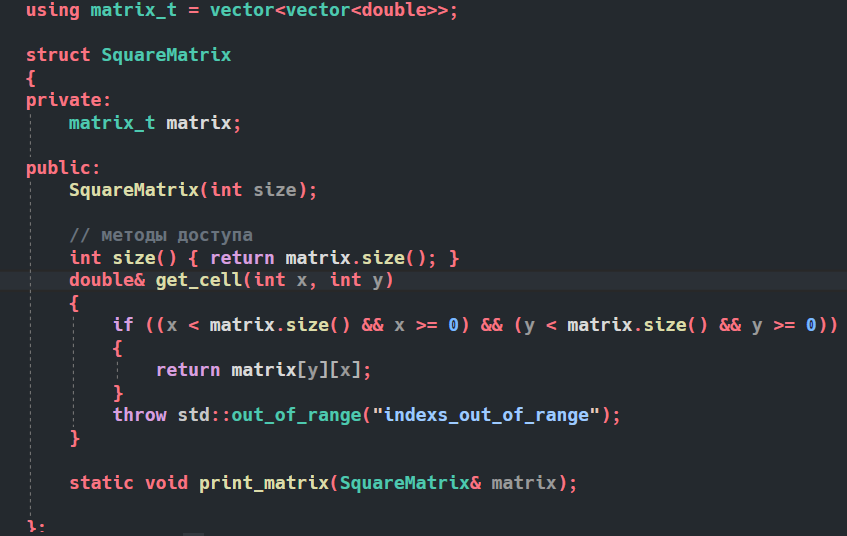 using matrix_t = vector<vector<double>>;
struct SquareMatrix
{
private:
matrix_t matrix;
public:
SquareMatrix(int size);
// методы доступа
int size() { return matrix.size(); }
double& get_cell(int x, int y)
{
if ((x < matrix.size() && x >= 0) && (y < matrix.size() && y >= 0))
{
return matrix[y][x];
}
throw std::out_of_range("indexs_out_of_range");
}
static void print_matrix(SquareMatrix& matrix);
};